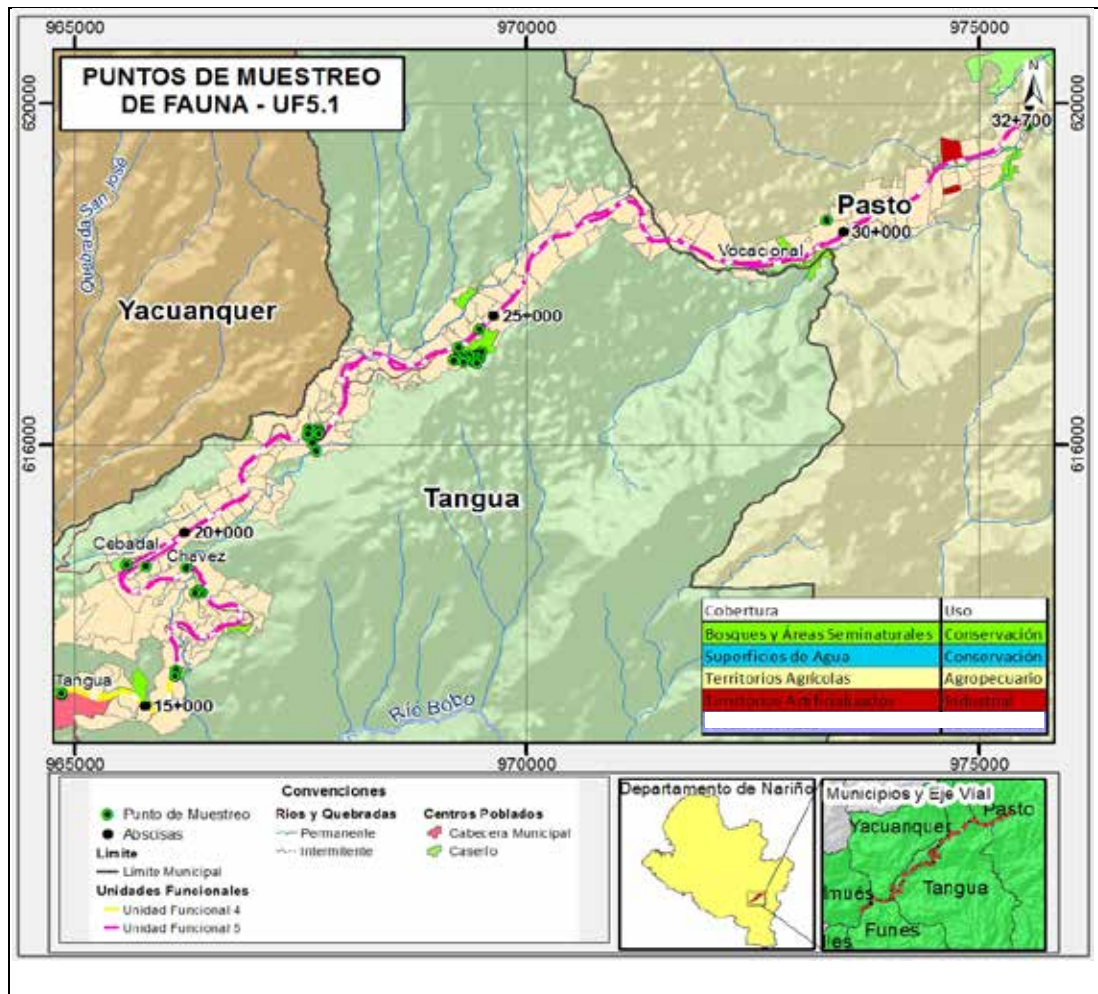 965000 970000 975000
PUNTOS DE MUESTREO
DE FAUNA - UF5.1
N
620000
620000
32+700
Quebrada San José
Pasto
30+000
Vocacional
Yacuanquer
25+000
616000
616000
Tangua
20+000
Cebadal
Chavez
Tangua
15+000
Río Bobo
Cobertura Uso
Bosques y Áreas Seminaturales Conservación
Superficies de Agua Conservación
Territorios Agrícolas Agropecuario
Territorios Artificializados Industrial
965000 970000 975000
Convenciones
Punto de Muestreo
Abscisas
Límite
Límite Municipal
Unidades Funcionales
Unidad Funcional 4
Unidad Funcional 5
Ríos y Quebradas
Permanente
Intermitente
Centros Poblados
Cabecera Municipal
Caserío
Departamento de Nariño
Municipios y Eje Vial
Pasto
Yacuanquer
Tangua
Imués
Funes
les